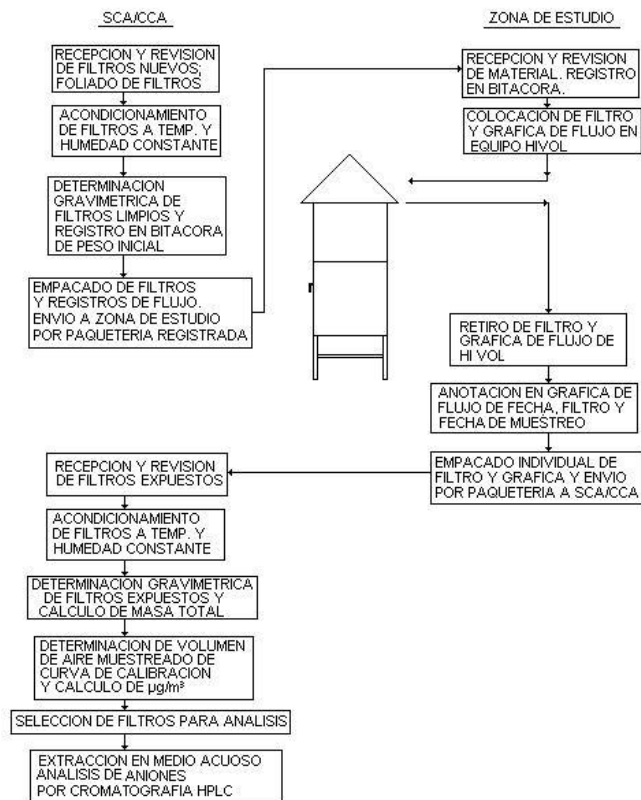 SCA/CCA
RECEPCION Y REVISION
DE FILTROS NUEVOS;
FOLIADO DE FILTROS
ACONDICIONAMIENTO
DE FILTROS A TEMP. Y
HUMEDAD CONSTANTE
DETERMINACION
GRAVIMETRICA DE
FILTROS LIMPIOS Y
REGISTRO EN BITACORA
DE PESO INICIAL
EMPACADO DE FILTROS
Y REGISTROS DE FLUJO.
ENVIO A ZONA DE ESTUDIO
POR PAQUETERIA REGISTRADA
ZONA DE ESTUDIO
RECEPCION Y REVISION
DE MATERIAL. REGISTRO
EN BITACORA.
COLOCACION DE FILTRO
Y GRAFICA DE FLUJO EN
EQUIPO HIVOL
RETIRO DE FILTRO Y
GRAFICA DE FLUJO DE
HI VOL
ANOTACION EN GRAFICA DE
FLUJO DE FECHA, FILTRO Y
FECHA DE MUESTREO
EMPACADO INDIVIDUAL DE
FILTRO Y GRAFICA Y ENVIO
POR PAQUETERIA A SCA/CCA
RECEPCION Y REVISION
DE FILTROS EXPUESTOS
ACONDICIONAMIENTO
DE FILTROS A TEMP. Y
HUMEDAD CONSTANTE
DETERMINACION GRAVIMETRICA
DE FILTROS EXPUESTOS Y
CALCULO DE MASA TOTAL
DETERMINACION DE VOLUMEN
DE AIRE MUESTREADO DE
CURVA DE CALIBRACION
Y CALCULO DE µg/m³
SELECCION DE FILTROS PARA ANALISIS
EXTRACCION EN MEDIO ACUOSO
ANALISIS DE ANIONES
POR CROMATOGRAFIA HPLC